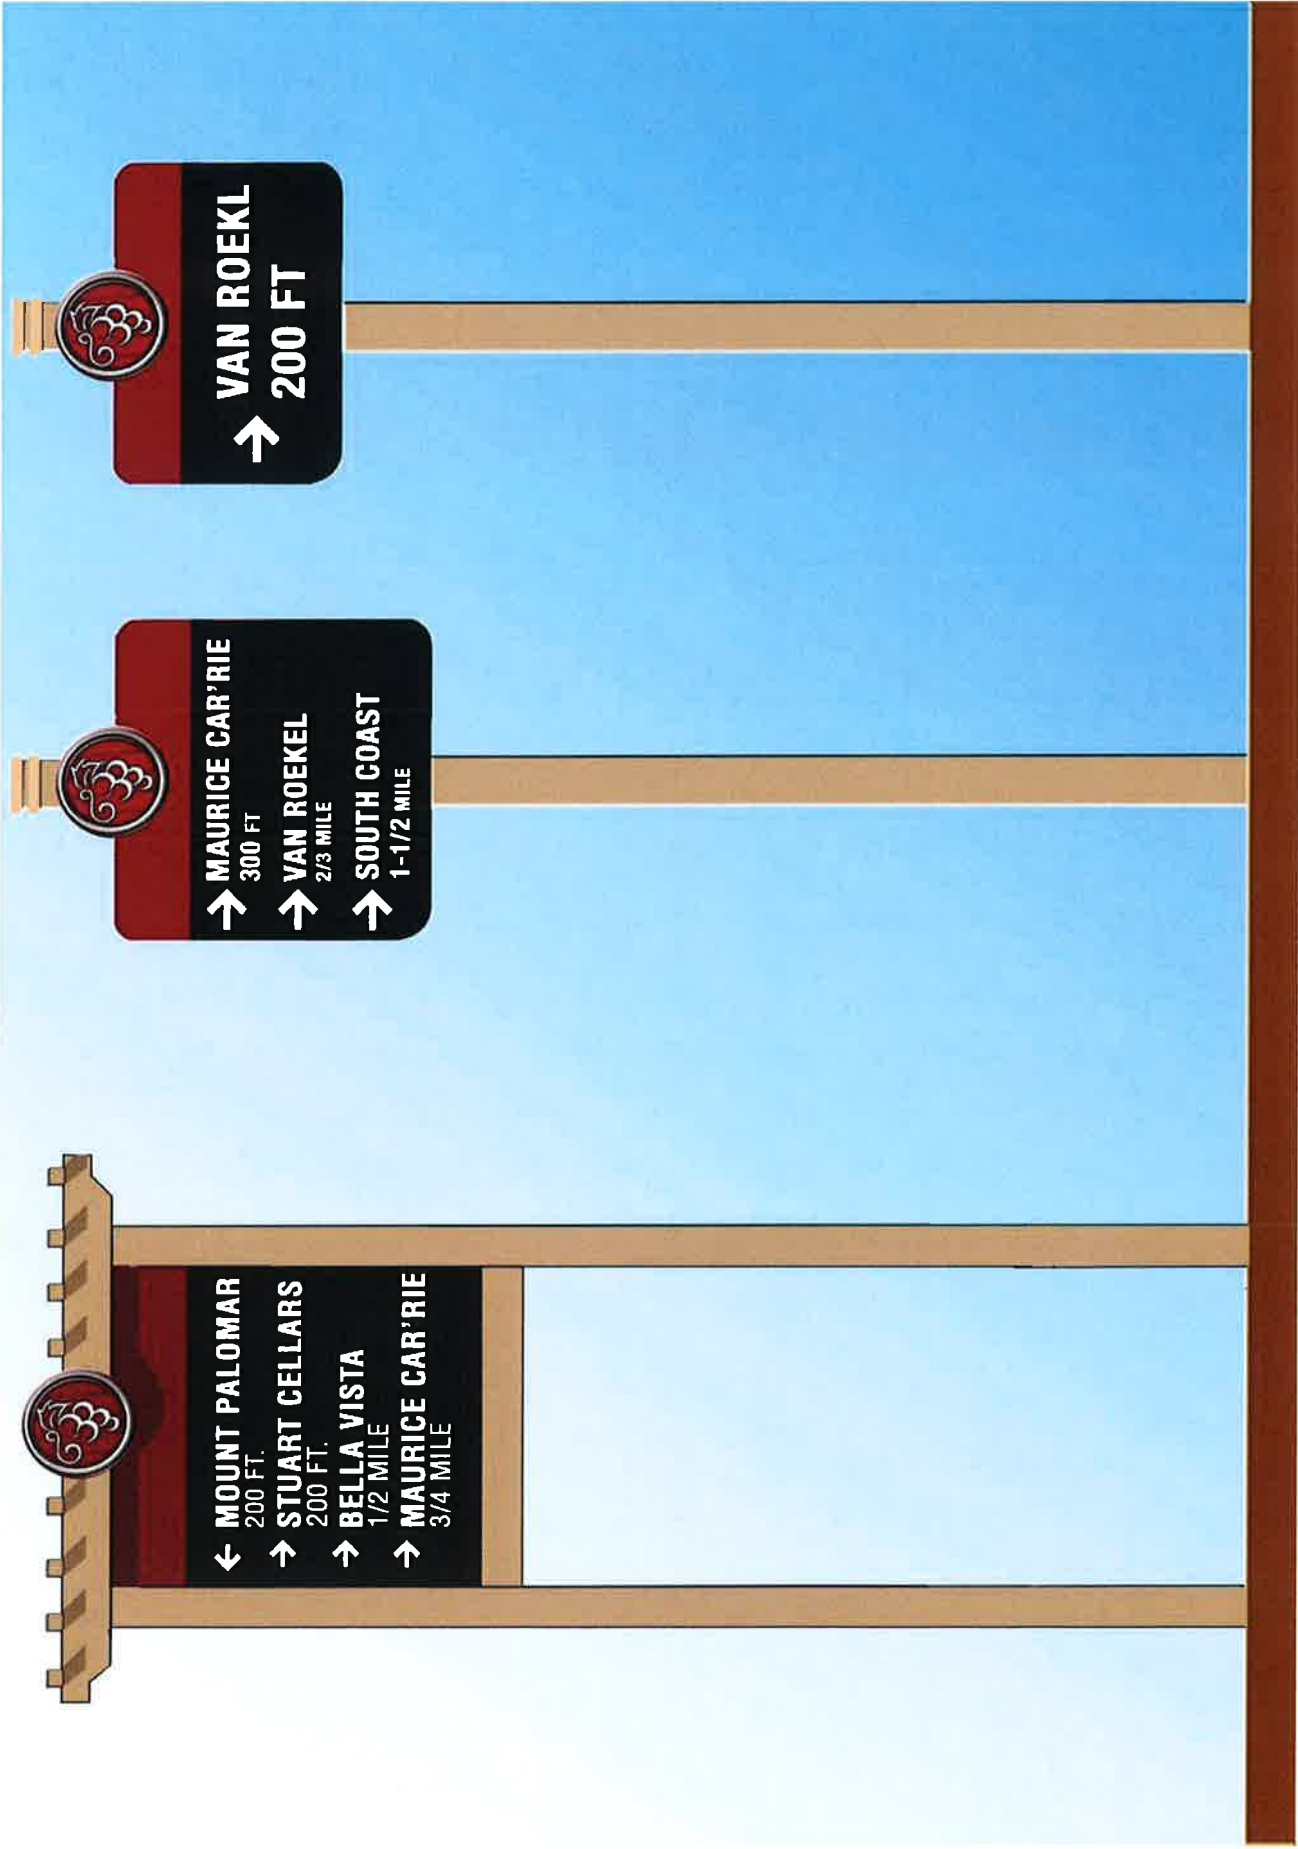 ← MOUNT PALOMAR
200 FT.
→ STUART CELLARS
200 FT.
→ BELLA VISTA
1/2 MILE
→ MAURICE CAR'RIE
3/4 MILE
→ MAURICE CAR'RIE
300 FT
→ VAN ROEKEL
2/3 MILE
→ SOUTH COAST
1-1/2 MILE
→ VAN ROEKL
200 FT